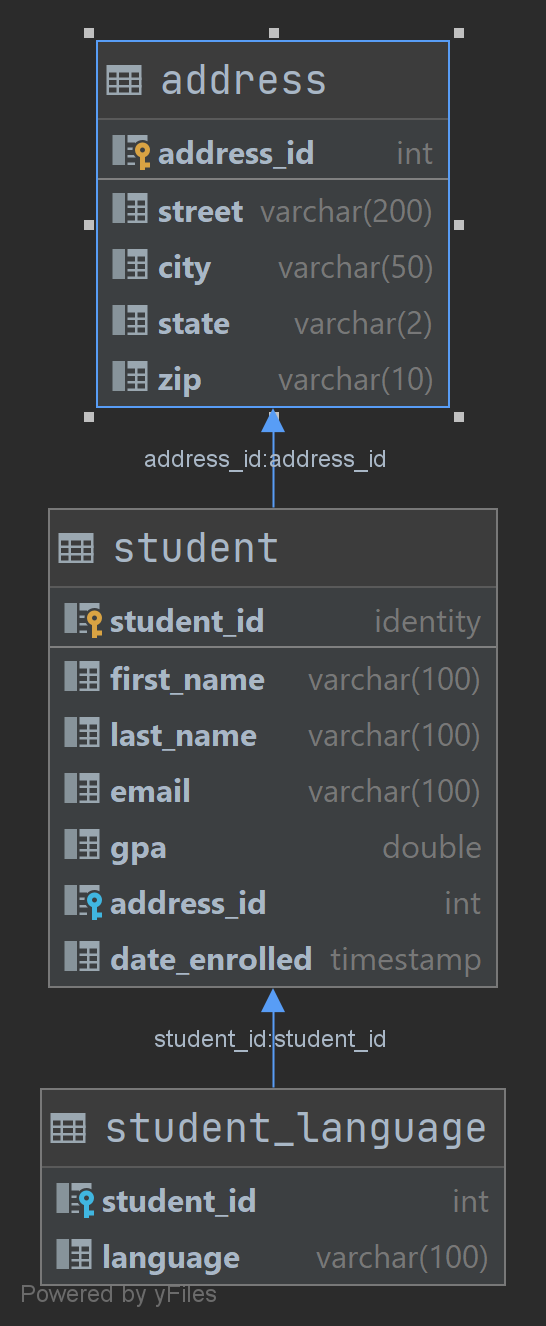 address
address_id int
street varchar(200)
city varchar(50)
state varchar(2)
zip varchar(10)
address_id:address_id
student
student_id identity
first_name varchar(100)
last_name varchar(100)
email varchar(100)
gpa double
address_id int
date_enrolled timestamp
student_id:student_id
student_language
student_id int
language varchar(100)
Powered by yFiles